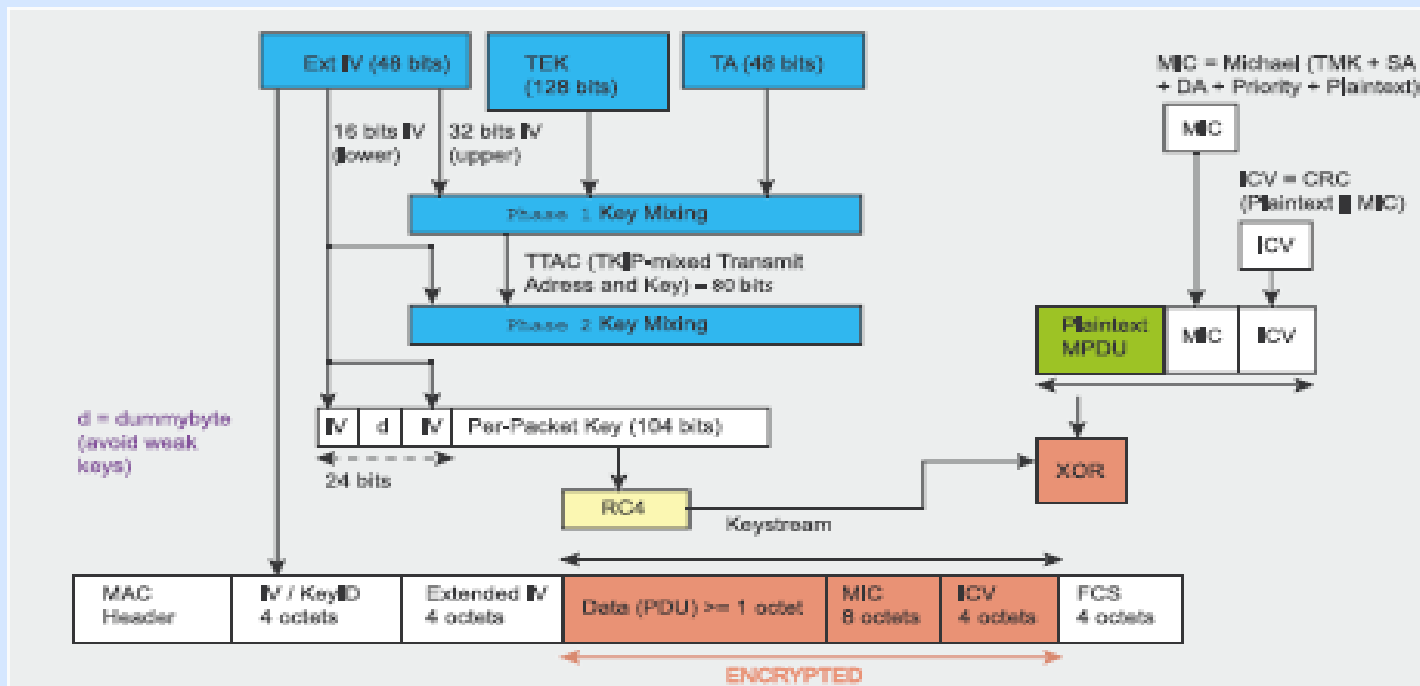 Ext IV (48 bits)
TEK
(128 bits)
TA (48 bits)
MIC = Michael (TMK + SA
+ DA + Priority + Plaintext)
MIC
16 bits IV
(lower)
32 bits IV
(upper)
ICV = CRC
(Plaintext MIC)
ICV
Phase 1 Key Mixing
TTAC (TKIP-mixed Transmit
Adress and Key) – 80 bits
Phase 2 Key Mixing
Plaintext
MPDU
MIC
ICV
d = dummybyte
(avoid weak
keys)
IV
d
IV
Per-Packet Key (104 bits)
24 bits
RC4
XOR
Keystream
MAC
Header
IV / KeyID
4 octets
Extended IV
4 octets
Data (PDU) >= 1 octet
MIC
8 octets
ICV
4 octets
FCS
4 octets
ENCRYPTED